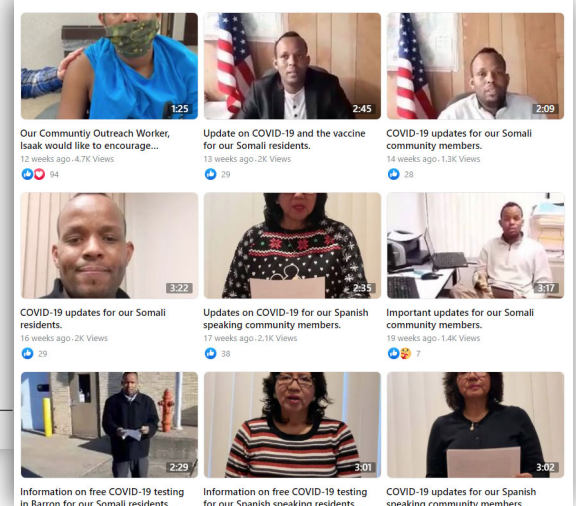 1:25
2:45
2:09
Our Communtiy Outreach Worker,
Isaak would like to encourage...
12 weeks ago · 4.7K Views
94
Update on COVID-19 and the vaccine
for our Somali residents.
13 weeks ago · 2K Views
29
COVID-19 updates for our Somali
community members.
14 weeks ago · 1.3K Views
28
3:22
2:35
3:17
COVID-19 updates for our Somali
residents.
16 weeks ago · 2K Views
29
Updates on COVID-19 for our Spanish
speaking community members.
17 weeks ago · 2.1K Views
38
Important updates for our Somali
community members.
19 weeks ago · 1.4K Views
7
2:29
3:01
3:02
Information on free COVID-19 testing
in Barron for our Somali residents
Information on free COVID-19 testing
for our Spanish speaking residents
COVID-19 updates for our Spanish
speaking community members